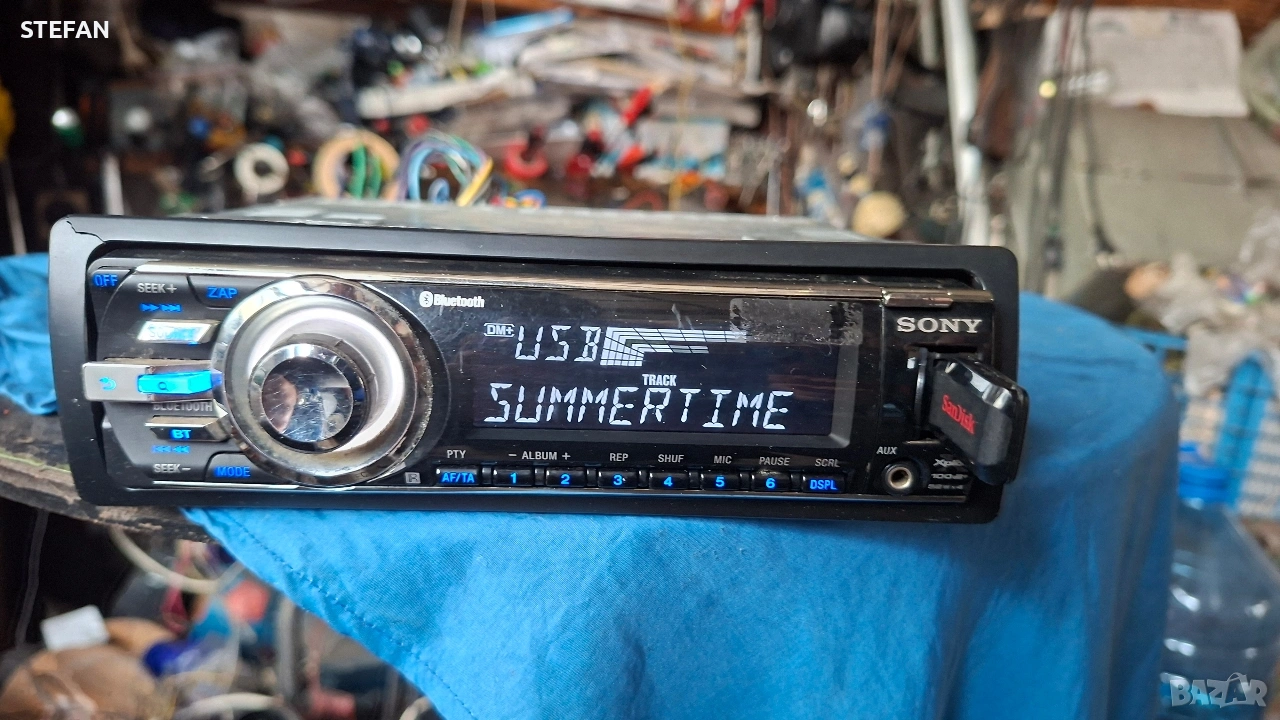 STEFAN
OFF
SEEK+
ZAP
Bluetooth
DM+ USB
TRACK
SUMMERTIME
SONY
SanDisk
BLUETOOTH
BT
SEEK-
MODE
PTY - ALBUM + REP SHUF MIC PAUSE SCRL
AF/TA 1 2 3 4 5 6 DSPL
AUX
BAZAR